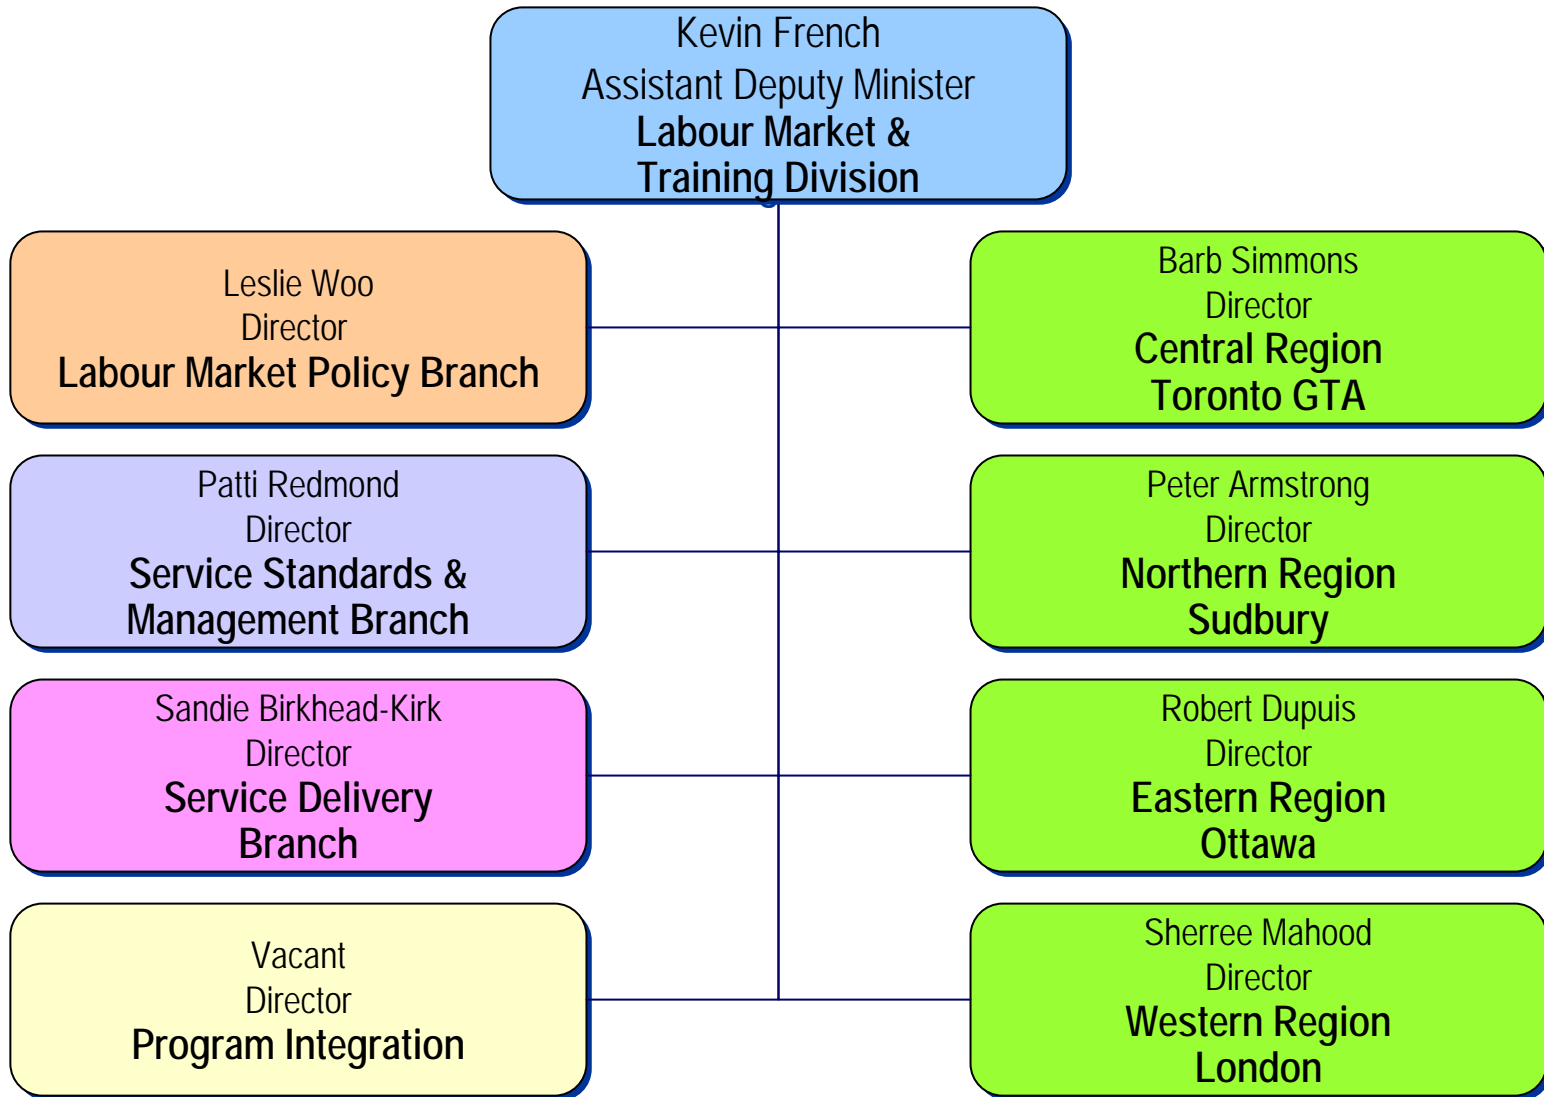 Kevin French
Assistant Deputy Minister
Labour Market &
Training Division
Leslie Woo
Director
Labour Market Policy Branch
Barb Simmons
Director
Central Region
Toronto GTA
Patti Redmond
Director
Service Standards &
Management Branch
Peter Armstrong
Director
Northern Region
Sudbury
Sandie Birkhead-Kirk
Director
Service Delivery
Branch
Robert Dupuis
Director
Eastern Region
Ottawa
Vacant
Director
Program Integration
Sherree Mahood
Director
Western Region
London